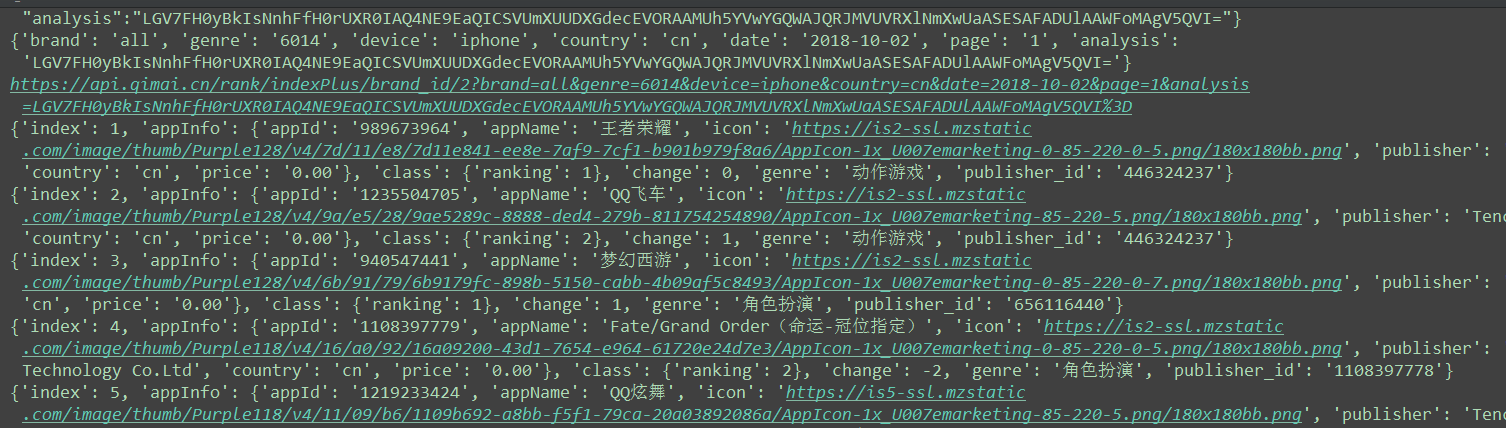 "analysis":"LGV7FH0yBkIsNnhFfH0rUXR0IAQ4NE9EaQICSVUmXUUDXGdecEVORAAMUh5YVwYGQWAJQRJMVUVRXlNmXwUaASESAFADUlAAWFoMAgV5QVI="}
{'brand': 'all', 'genre': '6014', 'device': 'iphone', 'country': 'cn', 'date': '2018-10-02', 'page': '1', 'analysis':
'LGV7FH0yBkIsNnhFfH0rUXR0IAQ4NE9EaQICSVUmXUUDXGdecEVORAAMUh5YVwYGQWAJQRJMVUVRXlNmXwUaASESAFADUlAAWFoMAgV5QVI='}
https://api.qimai.cn/rank/indexPlus/brand_id/2?brand=all&genre=6014&device=iphone&country=cn&date=2018-10-02&page=1&analysis
=LGV7FH0yBkIsNnhFfH0rUXR0IAQ4NE9EaQICSVUmXUUDXGdecEVORAAMUh5YVwYGQWAJQRJMVUVRXlNmXwUaASESAFADUlAAWFoMAgV5QVI%3D
{'index': 1, 'appInfo': {'appId': '989673964', 'appName': '王者荣耀', 'icon': 'https://is2-ssl.mzstatic
.com/image/thumb/Purple128/v4/7d/11/e8/7d11e841-ee8e-7af9-7cf1-b901b979f8a6/AppIcon-1x_U007emarketing-0-85-220-0-5.png/180x180bb.png', 'publisher':
'country': 'cn', 'price': '0.00'}, 'class': {'ranking': 1}, 'change': 0, 'genre': '动作游戏', 'publisher_id': '446324237'}
{'index': 2, 'appInfo': {'appId': '1235504705', 'appName': 'QQ飞车', 'icon': 'https://is2-ssl.mzstatic
.com/image/thumb/Purple128/v4/9a/e5/28/9ae5289c-8888-ded4-279b-811754254890/AppIcon-1x_U007emarketing-85-220-5.png/180x180bb.png', 'publisher': 'Tenc
'country': 'cn', 'price': '0.00'}, 'class': {'ranking': 2}, 'change': 1, 'genre': '动作游戏', 'publisher_id': '446324237'}
{'index': 3, 'appInfo': {'appId': '940547441', 'appName': '梦幻西游', 'icon': 'https://is2-ssl.mzstatic
.com/image/thumb/Purple128/v4/6b/91/79/6b9179fc-898b-5150-cabb-4b09af5c8493/AppIcon-1x_U007emarketing-0-85-220-0-7.png/180x180bb.png', 'publisher':
'cn', 'price': '0.00'}, 'class': {'ranking': 1}, 'change': 1, 'genre': '角色扮演', 'publisher_id': '656116440'}
{'index': 4, 'appInfo': {'appId': '1108397779', 'appName': 'Fate/Grand Order（命运-冠位指定）', 'icon': 'https://is2-ssl.mzstatic
.com/image/thumb/Purple118/v4/16/a0/92/16a09200-43d1-7654-e964-61720e24d7e3/AppIcon-1x_U007emarketing-0-85-220-0-5.png/180x180bb.png', 'publisher':
Technology Co.Ltd', 'country': 'cn', 'price': '0.00'}, 'class': {'ranking': 2}, 'change': -2, 'genre': '角色扮演', 'publisher_id': '1108397778'}
{'index': 5, 'appInfo': {'appId': '1219233424', 'appName': 'QQ炫舞', 'icon': 'https://is5-ssl.mzstatic
.com/image/thumb/Purple118/v4/11/09/b6/1109b692-a8bb-f5f1-79ca-20a03892086a/AppIcon-1x_U007emarketing-85-220-5.png/180x180bb.png', 'publisher': 'Tenc